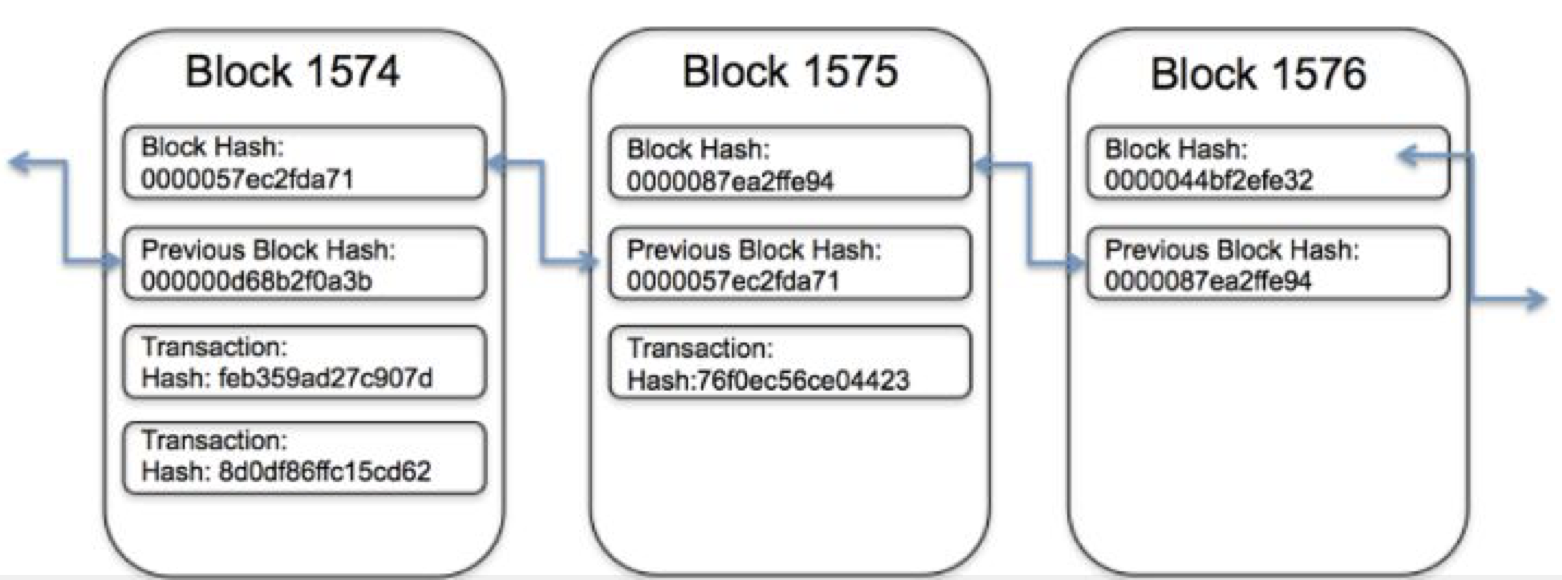 Block 1574
Block Hash:
0000057ec2fda71
Previous Block Hash:
000000d68b2f0a3b
Transaction:
Hash: feb359ad27c907d
Transaction:
Hash: 8d0df86ffc15cd62
Block 1575
Block Hash:
0000087ea2ffe94
Previous Block Hash:
0000057ec2fda71
Transaction:
Hash:76f0ec56ce04423
Block 1576
Block Hash:
0000044bf2efe32
Previous Block Hash:
0000087ea2ffe94